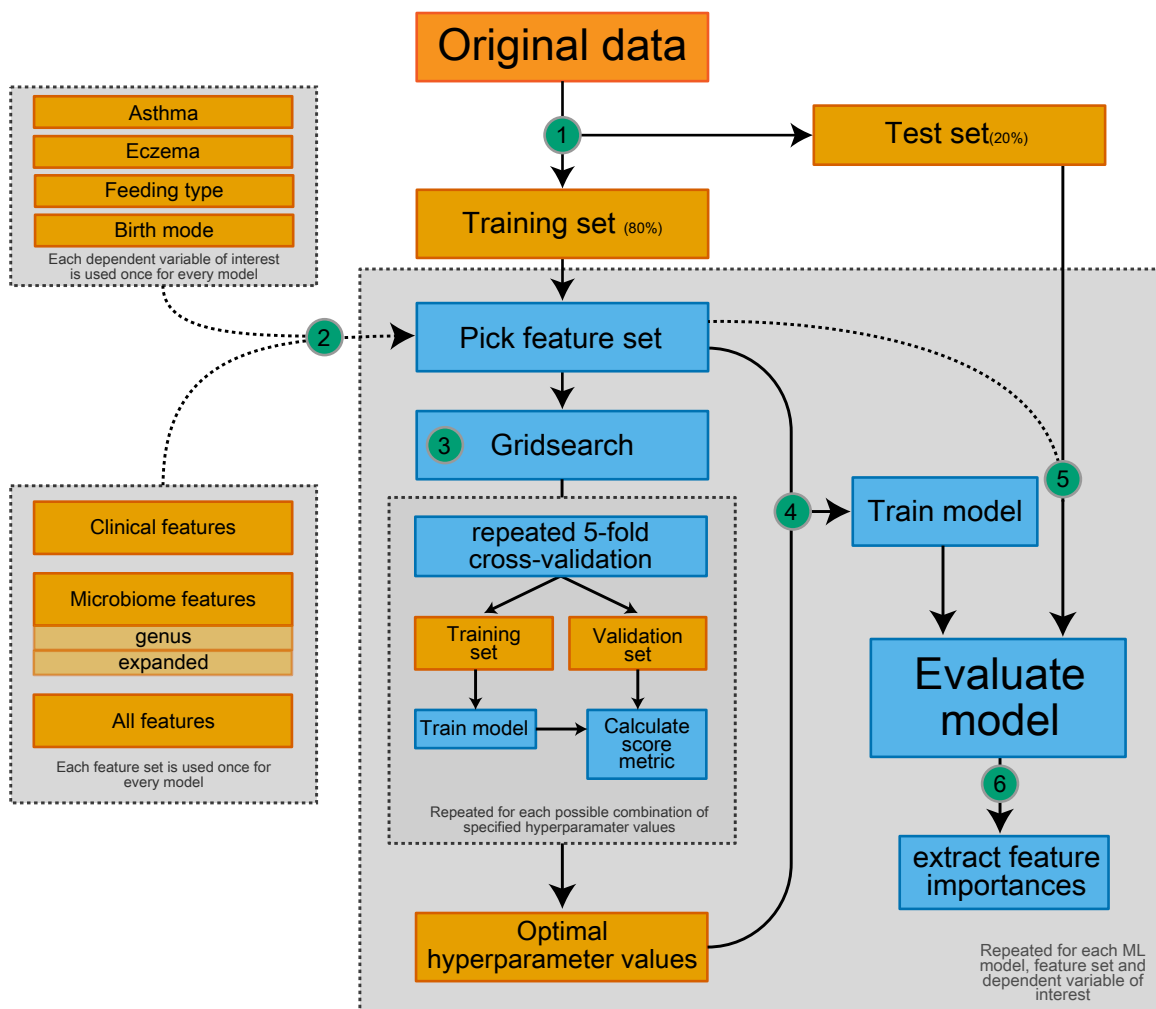 Original data
1
Test set(20%)
Training set (80%)
Asthma
Eczema
Feeding type
Birth mode
Each dependent variable of interest
is used once for every model
2
Pick feature set
3
Gridsearch
Clinical features
Microbiome features
genus
expanded
All features
Each feature set is used once for
every model
repeated 5-fold
cross-validation
Training
set
Validation
set
Train model
Calculate
score
metric
Repeated for each possible combination of
specified hyperparamater values
Optimal
hyperparameter values
4
Train model
5
Evaluate
model
6
extract feature
importances
Repeated for each ML
model, feature set and
dependent variable of
interest